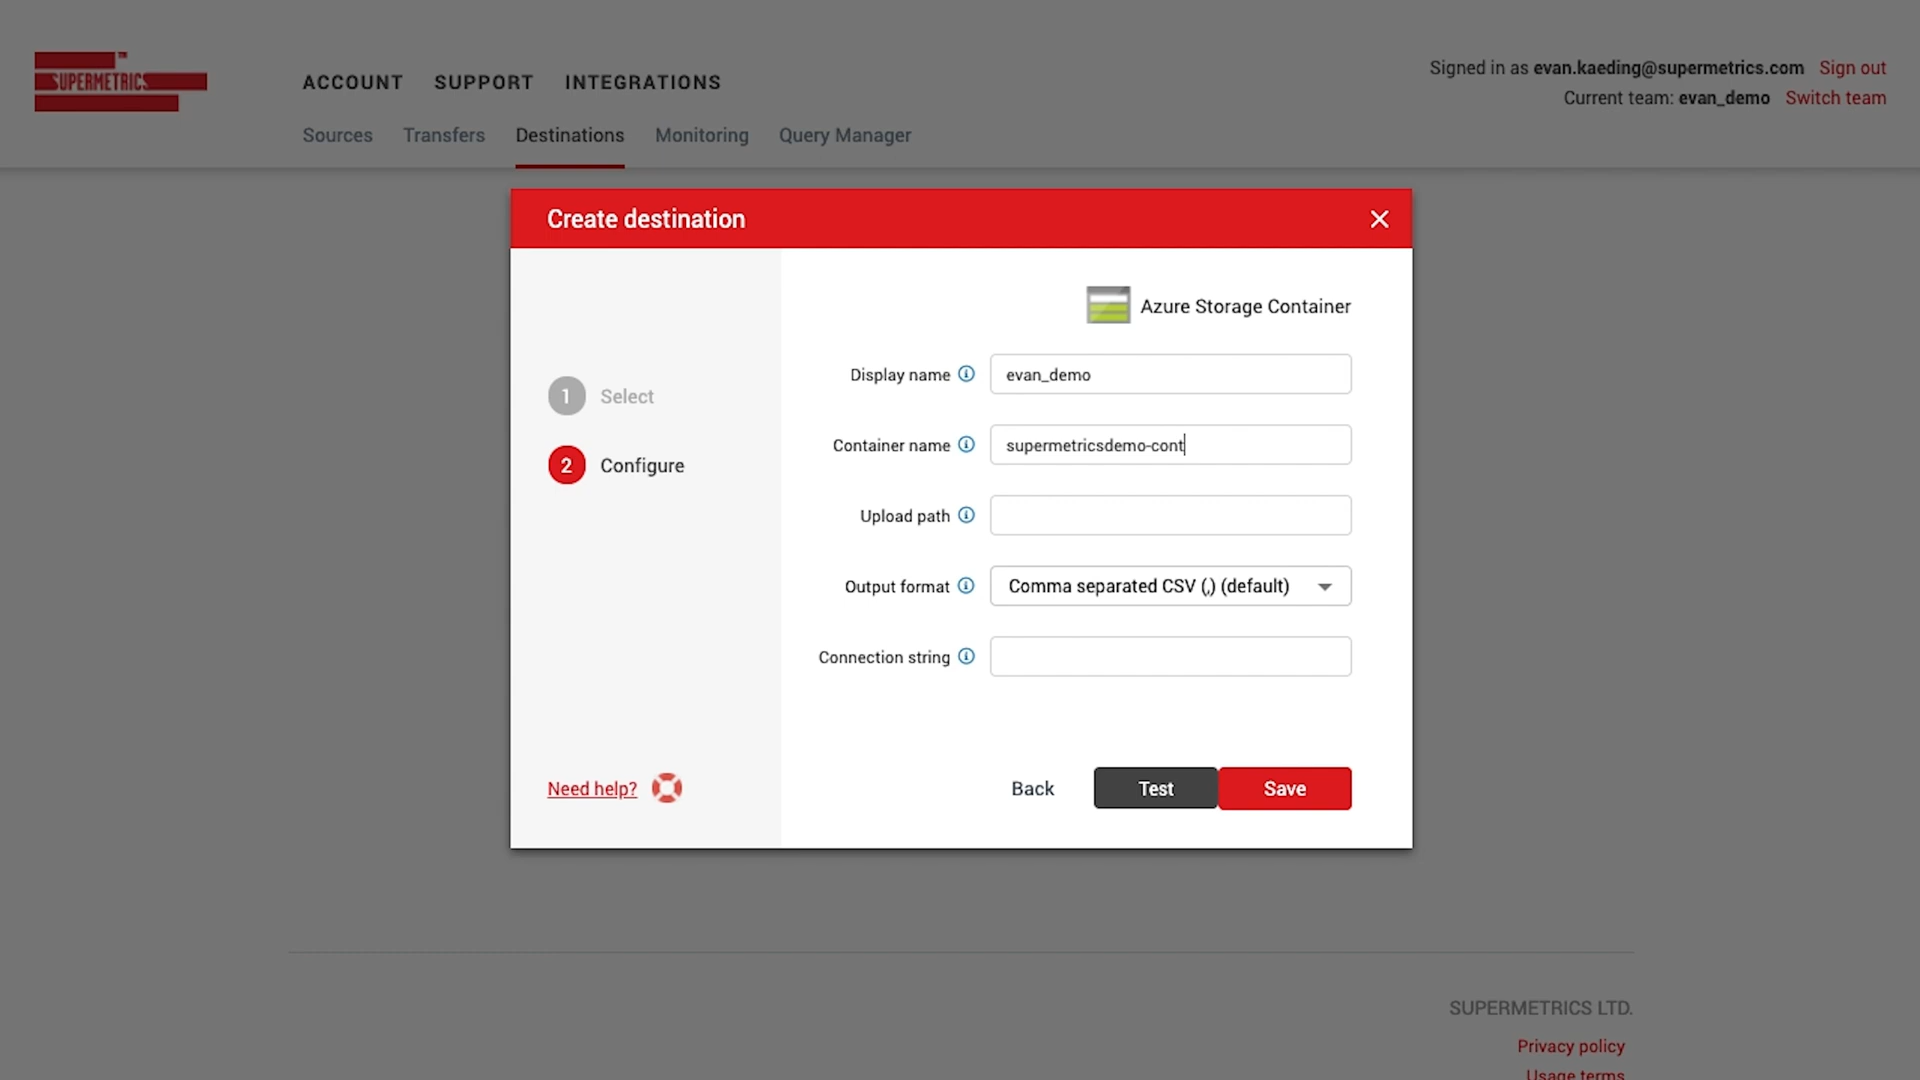 SUPERMETRICS™
ACCOUNT SUPPORT INTEGRATIONS
Signed in as evan.kaeding@supermetrics.com Sign out
Current team: evan_demo Switch team
Sources Transfers Destinations Monitoring Query Manager
Create destination
Azure Storage Container
Display name evan_demo
1 Select
Container name supermetricsdemo-cont
2 Configure
Upload path
Output format Comma separated CSV (,) (default)
Connection string
Need help? Back Test Save
SUPERMETRICS LTD.
Privacy policy
Usage terms